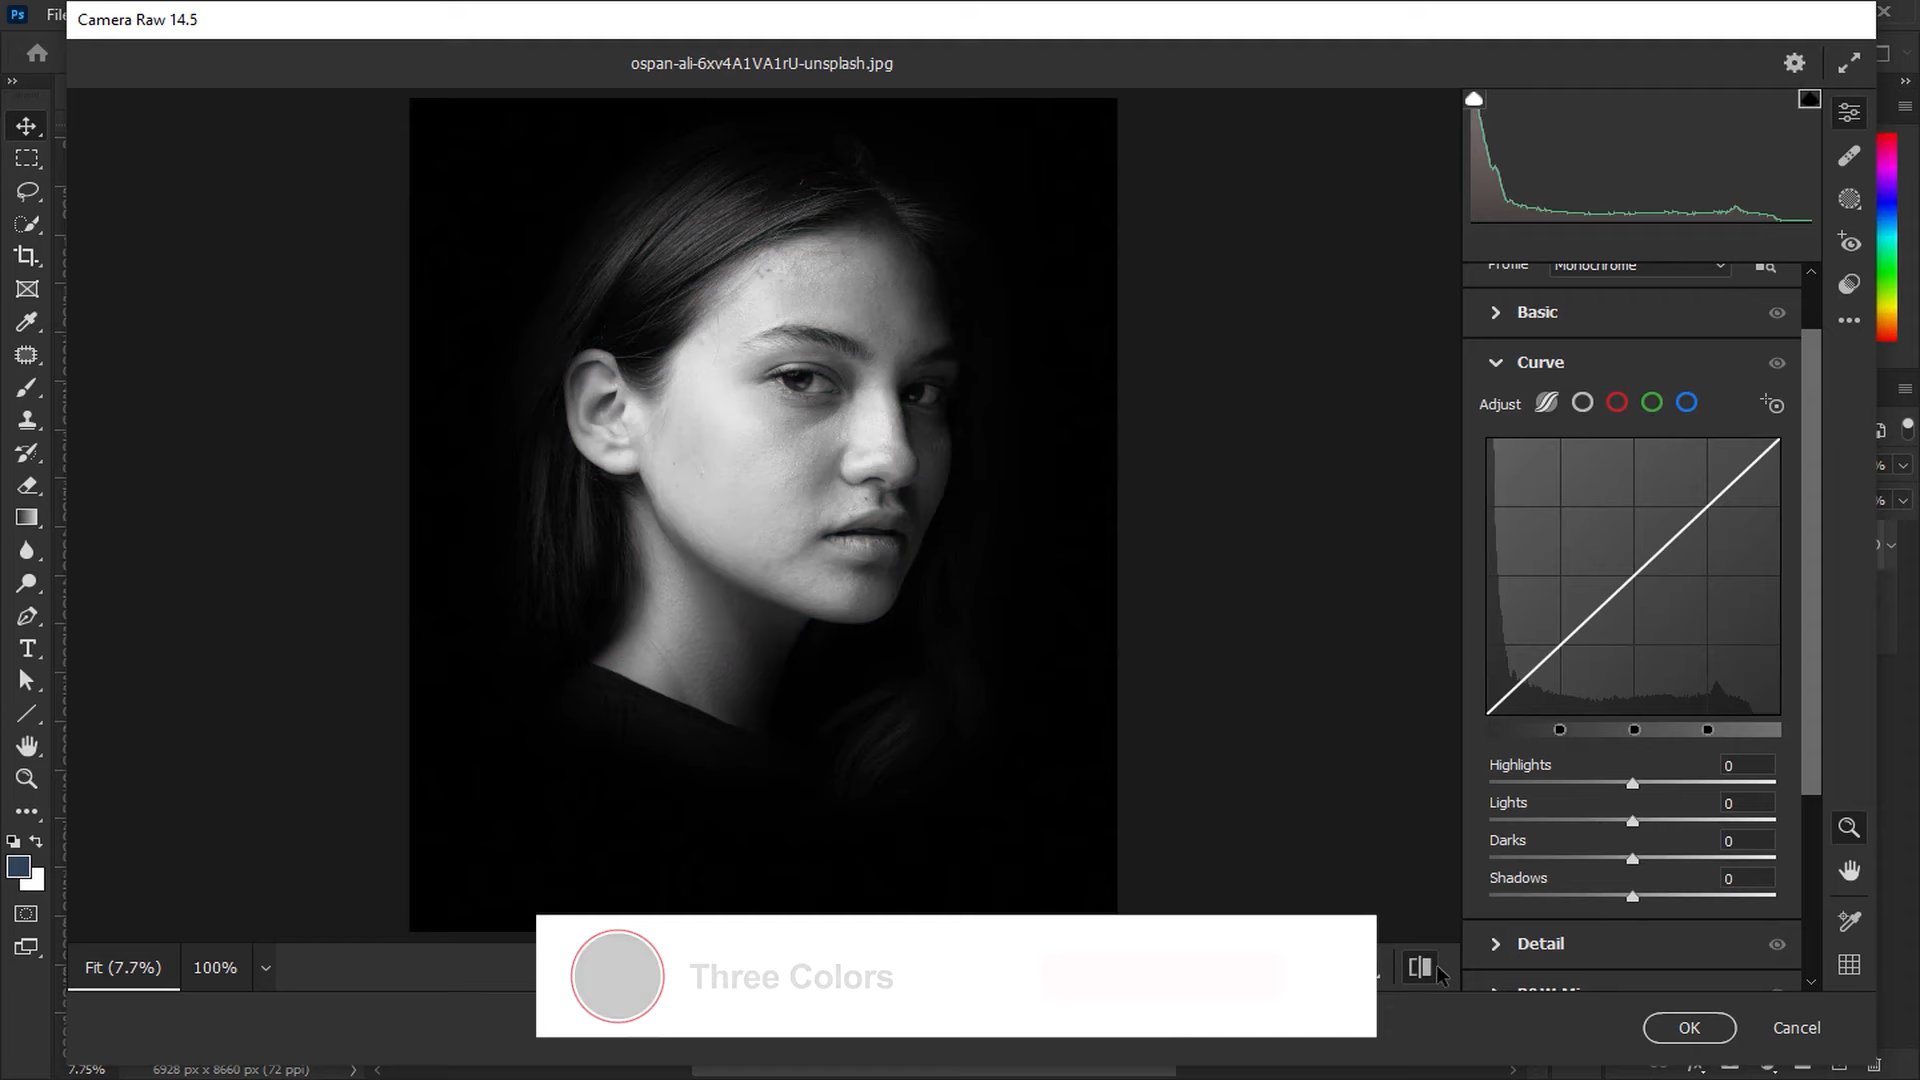 Ps
File
Camera Raw 14.5
ospan-ali-6xv4A1VA1rU-unsplash.jpg
Profile Monochrome
Basic
Curve
Adjust
Highlights 0
Lights 0
Darks 0
Shadows 0
Detail
Fit (7.7%) 100%
Three Colors
OK Cancel
7.75% 6928 px x 8660 px (72 ppi)